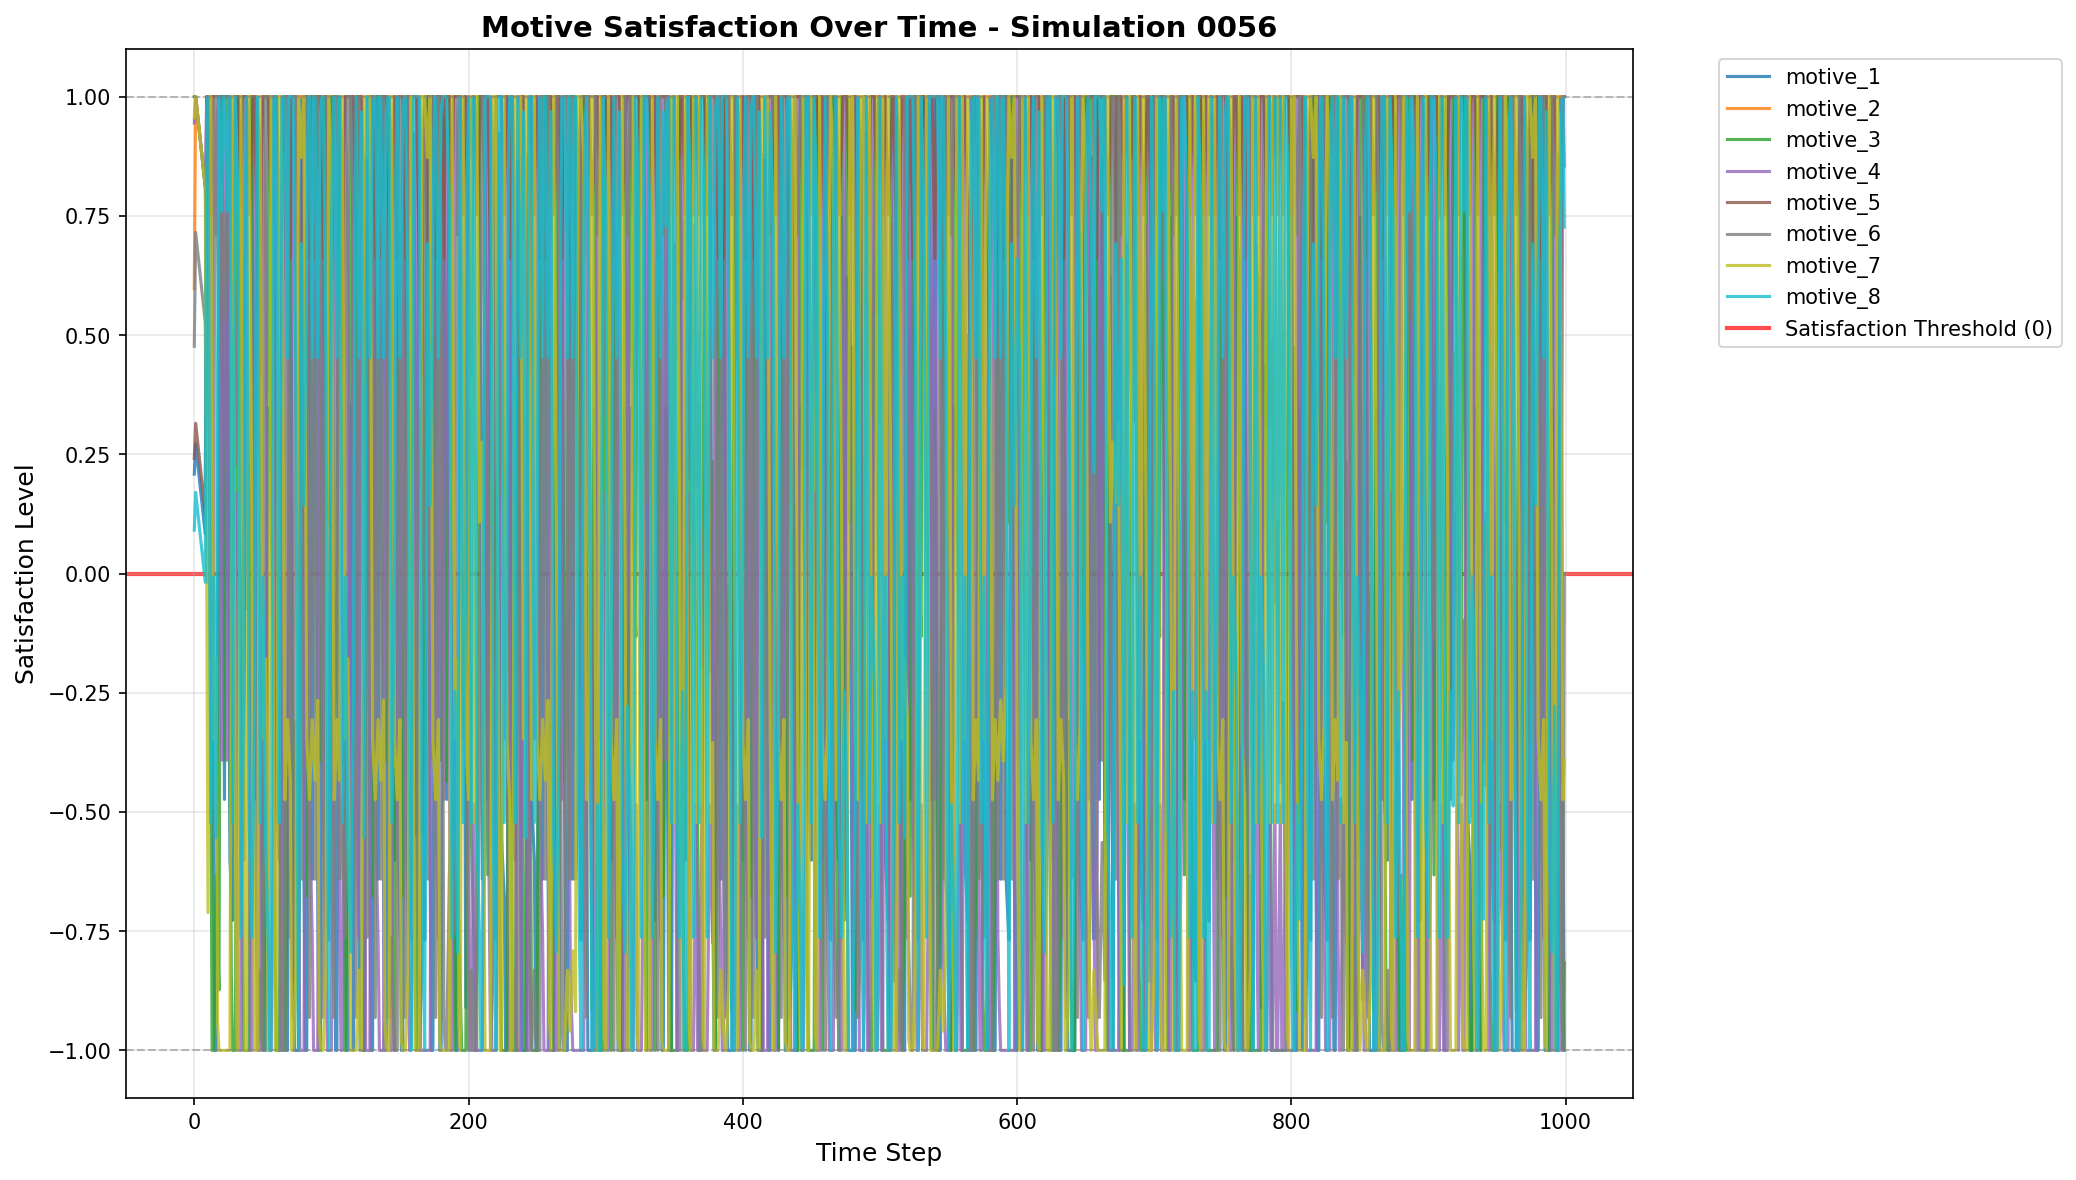 Motive Satisfaction Over Time - Simulation 0056
1.00
0.75
0.50
0.25
0.00
−0.25
−0.50
−0.75
−1.00
Satisfaction Level
0
200
400
600
800
1000
Time Step
motive_1
motive_2
motive_3
motive_4
motive_5
motive_6
motive_7
motive_8
Satisfaction Threshold (0)